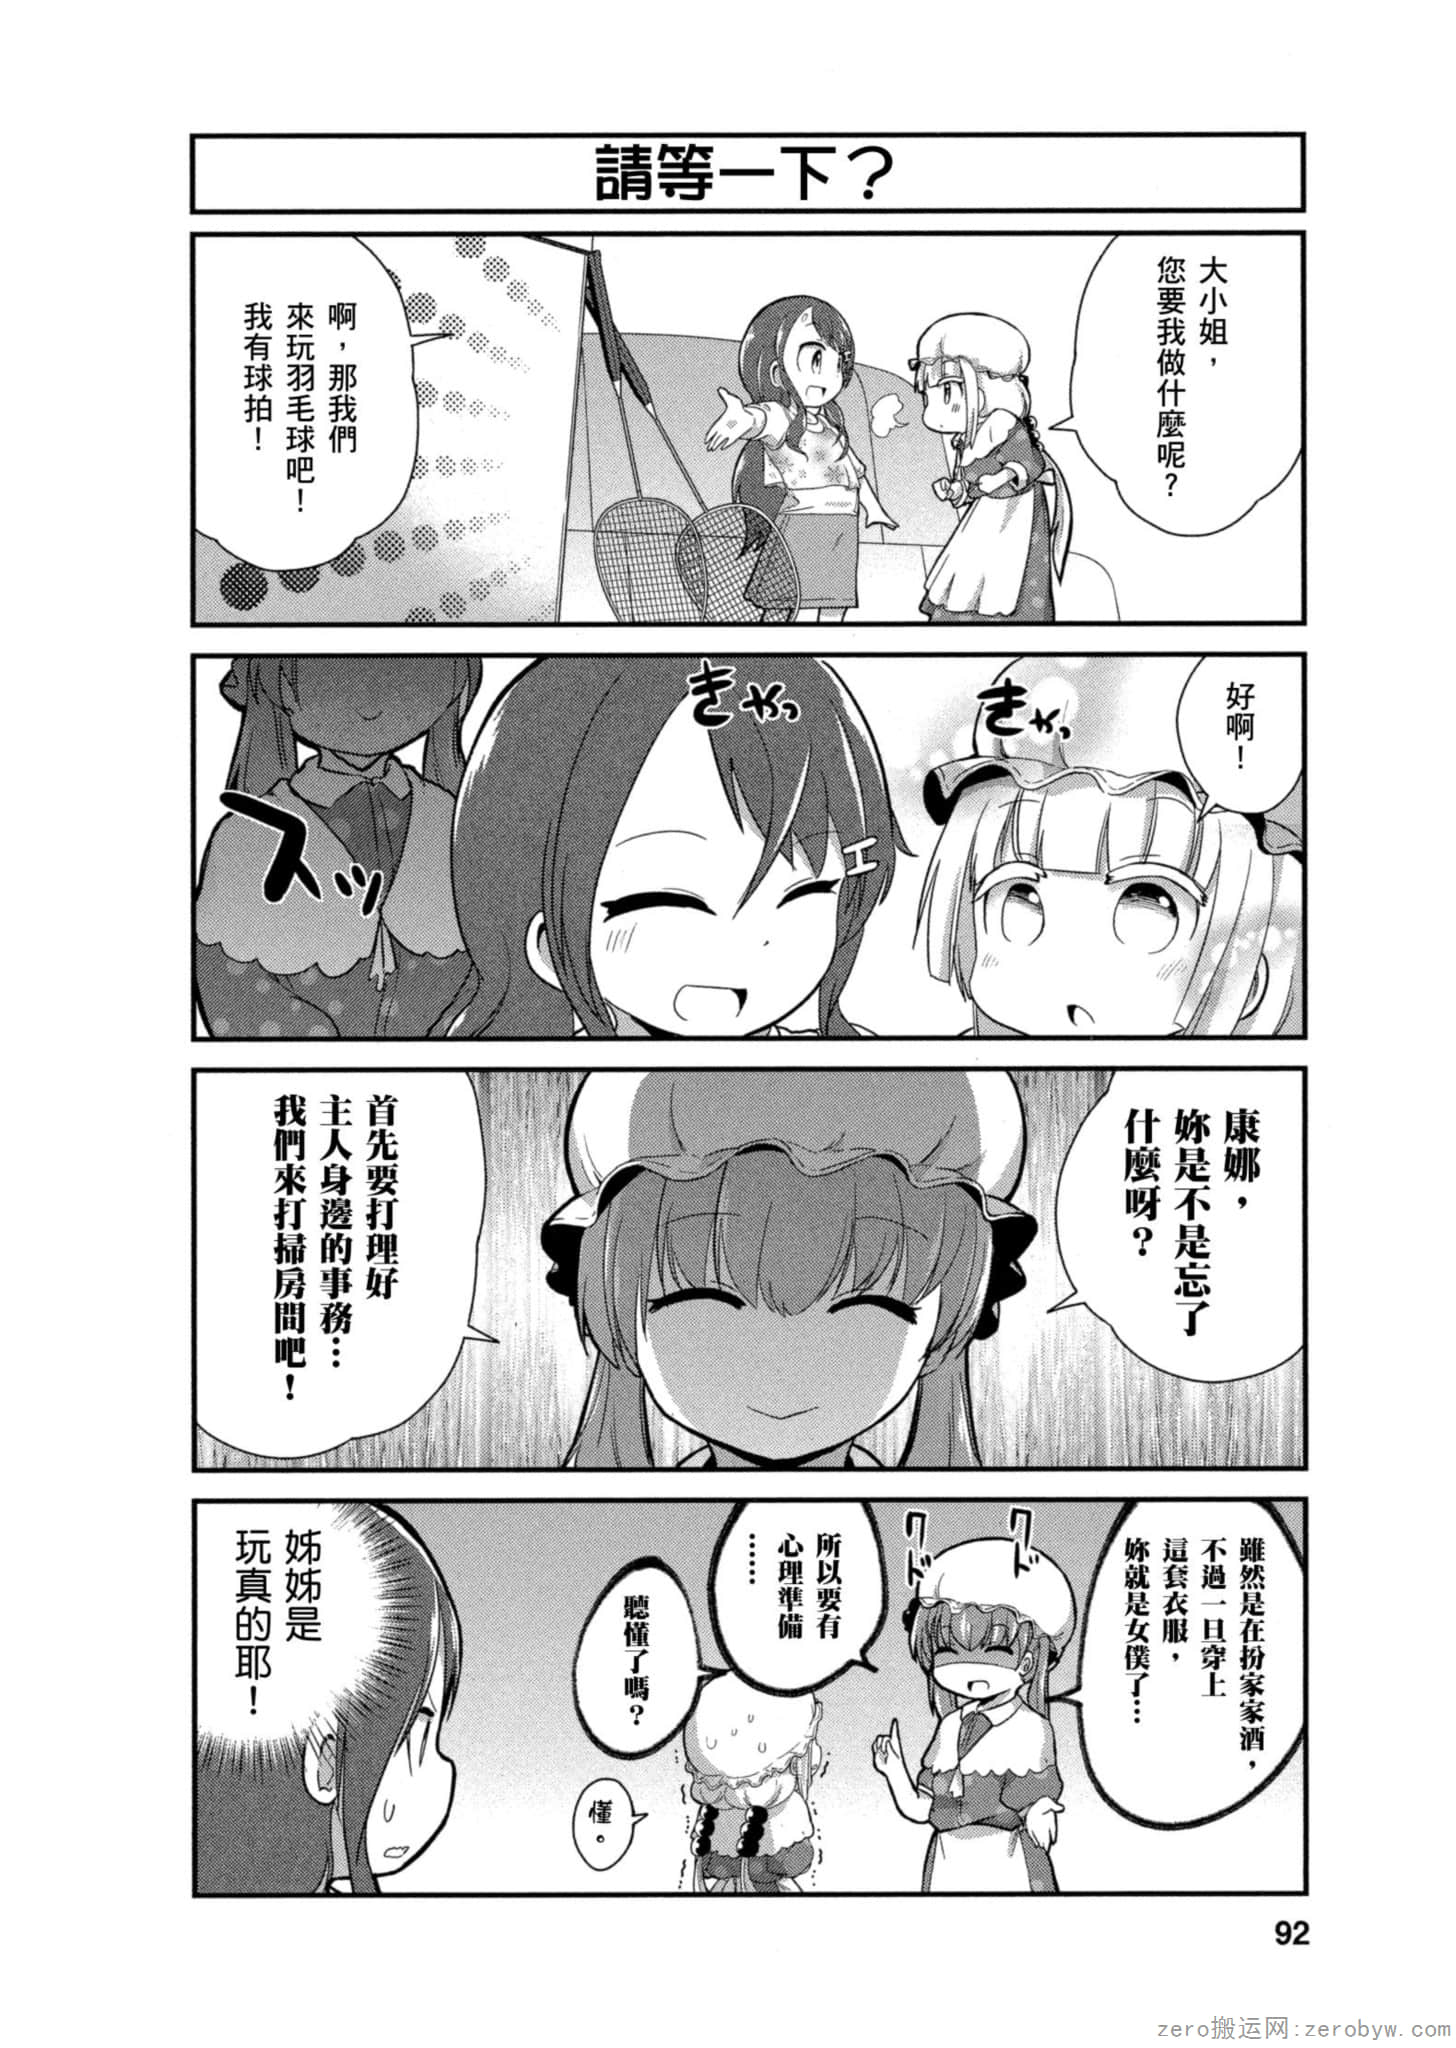 請等一下？
大小姐，
您要我做什麼呢？
啊，那我們
來玩羽毛球吧！
我有球拍！
好啊！
きゃっ
きゃっ
スッ
康娜，
妳是不是忘了
什麼呀？
首先要打理好
主人身邊的事務…
我們來打掃房間吧！
雖然是在扮家家酒，
不過一旦穿上
這套衣服，
妳就是女僕了…
クド
クド
所以要有
心理準備
……
聽懂了嗎？
懂。
姊姊是
玩真的耶！
92
zero搬运网:zerobyw.com